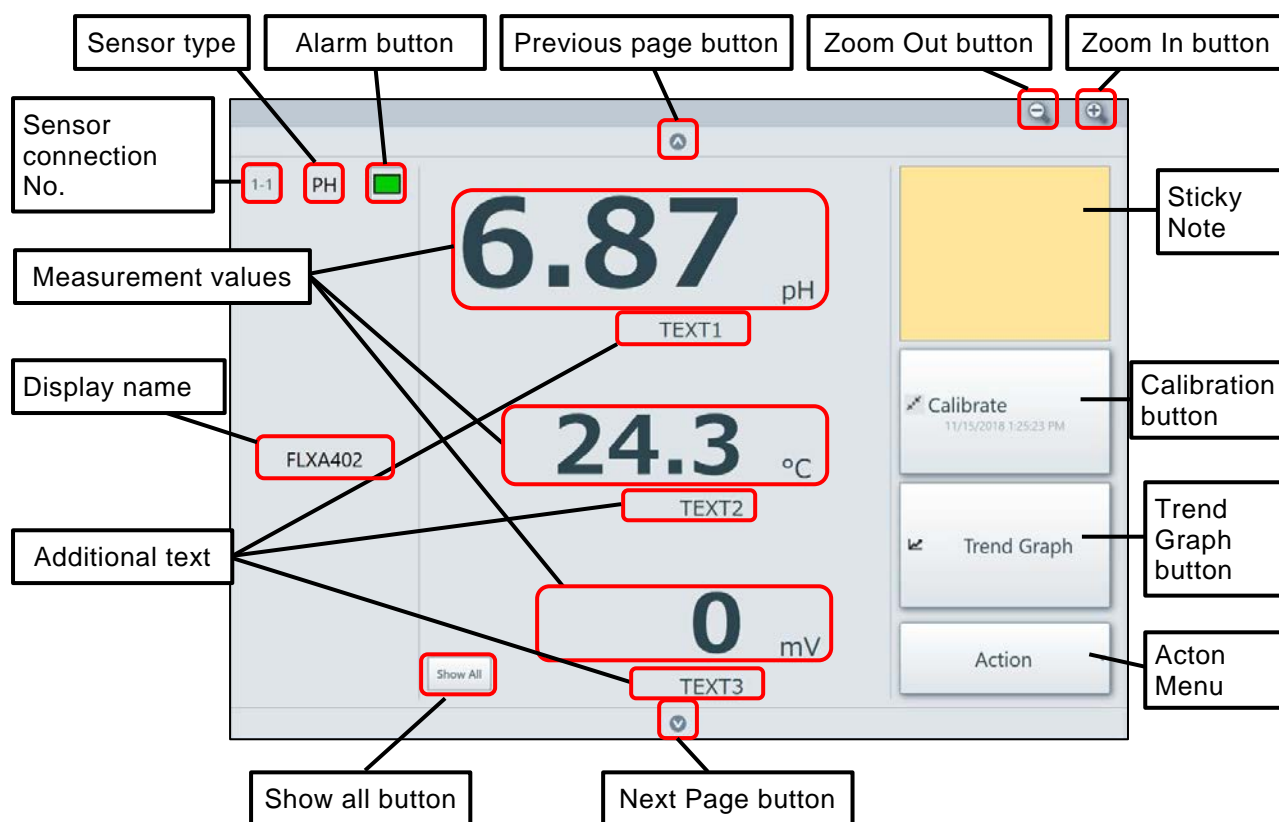 Sensor type
Alarm button
Previous page button
Zoom Out button
Zoom In button
Sensor
connection
No.
1-1
PH
6.87
pH
TEXT1
Sticky
Note
Measurement values
Display name
FLXA402
24.3
°C
TEXT2
Calibrate
11/15/2018 1:25:23 PM
Calibration
button
Additional text
Trend Graph
Trend
Graph
button
0
mV
TEXT3
Show All
Action
Acton
Menu
Show all button
Next Page button